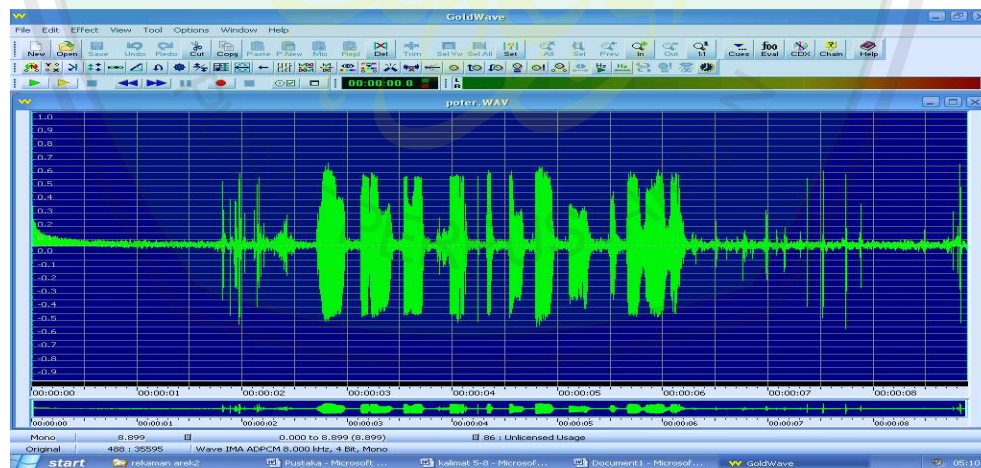 GoldWave
File Edit Effect View Tool Options Window Help
New Open Save Undo Redo Cut Copy Paste P.New Mix Repl Del Trim Sel Vw Sel All Set All Sel Prev In Out 1:1 Cues Eval CDX Chain Help
foo
00:00:00.0 L
R
poter.WAV
1.0
0.9
0.8
0.7
0.6
0.5
0.4
0.3
0.2
0.0
-0.1
-0.2
-0.3
-0.4
-0.5
-0.6
-0.7
-0.8
-0.9
00:00:00 00:00:01 00:00:02 00:00:03 00:00:04 00:00:05 00:00:06 00:00:07 00:00:08
00:00:00 00:00:01 00:00:02 00:00:03 00:00:04 00:00:05 00:00:06 00:00:07 00:00:08
Mono 8.899 0.000 to 8.899 (8.899) 86 : Unlicensed Usage
Original 488 : 35595 Wave IMA ADPCM 8.000 kHz, 4 Bit, Mono
start rekaman arek2 Pustaka - Microsoft ... kalimat 5-8 - Microsof... Document1 - Microsof... GoldWave 05:10